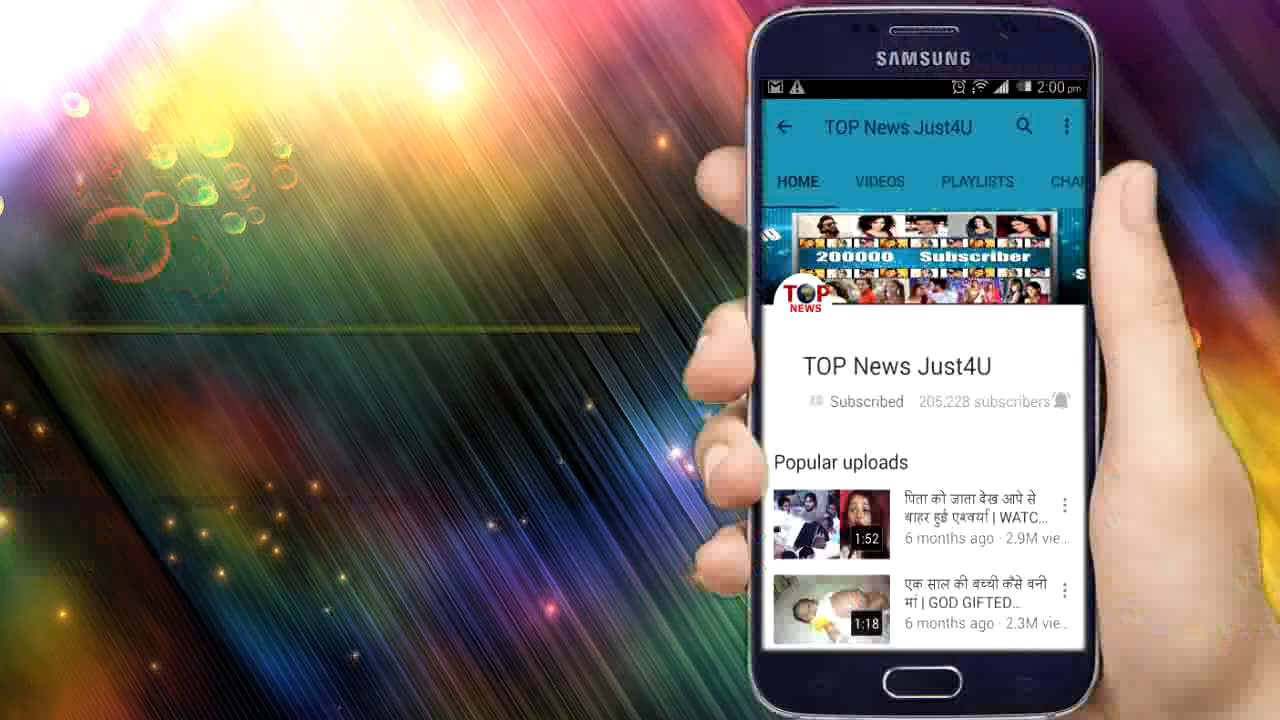 SAMSUNG
2:00 pm
TOP News Just4U
HOME VIDEOS PLAYLISTS CHA
200000 Subscriber
S
TOP
NEWS
TOP News Just4U
Subscribed 205,228 subscribers
Popular uploads
पिता को जाता देख आपे से
बाहर हुई एश्वर्या | WATC...
1:52
6 months ago · 2.9M vie...
एक साल की बच्ची कैसे बनी
मां | GOD GIFTED...
1:18
6 months ago · 2.3M vie...